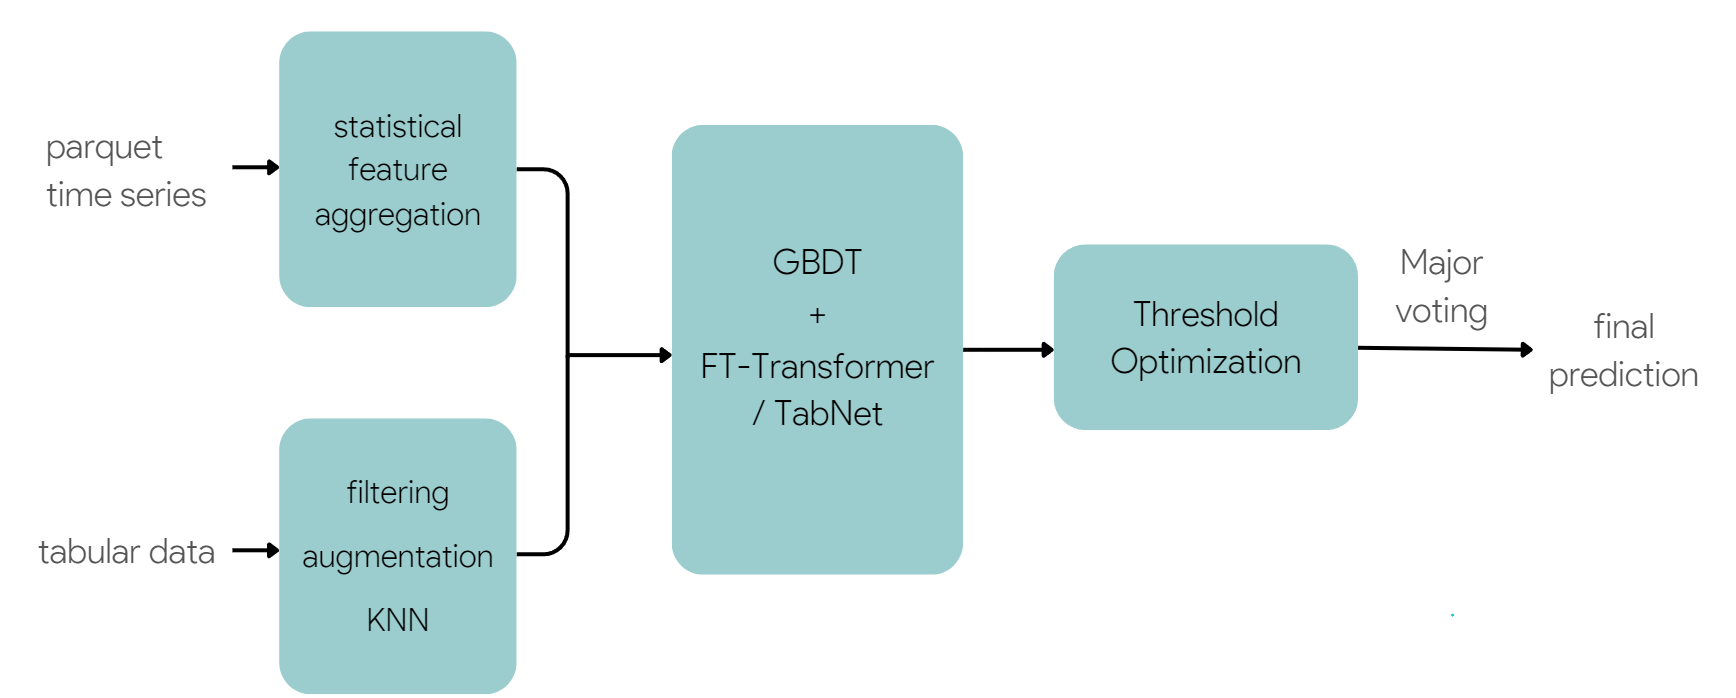 parquet
time series
statistical
feature
aggregation
tabular data
filtering
augmentation
KNN
GBDT
+
FT-Transformer
/ TabNet
Threshold
Optimization
Major
voting
final
prediction